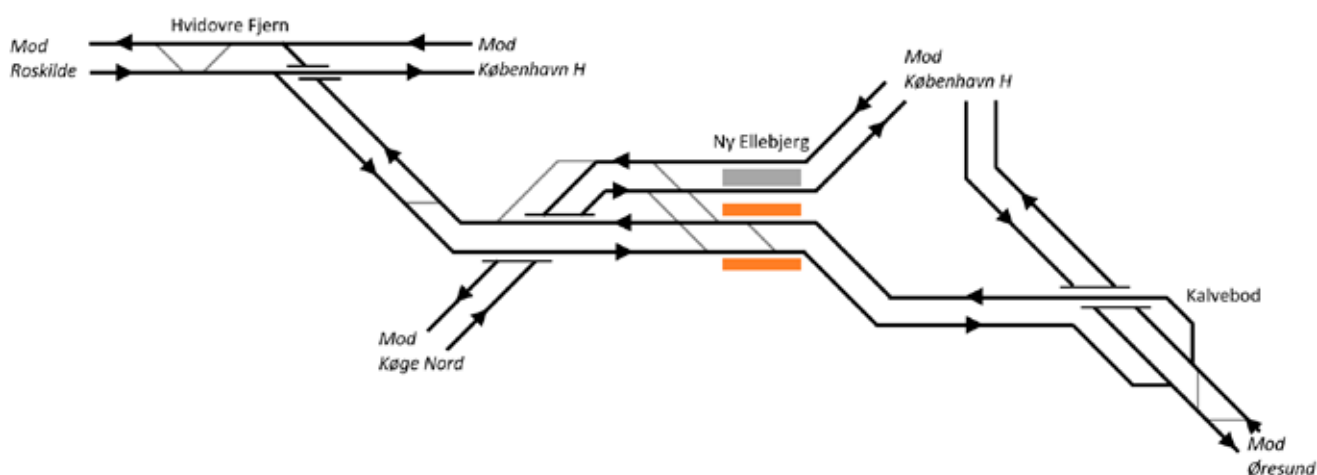 Hvidovre Fjern
Mod
Roskilde
Mod
København H
Mod
København H
Ny Ellebjerg
Mod
Køge Nord
Kalvebod
Mod
Øresund